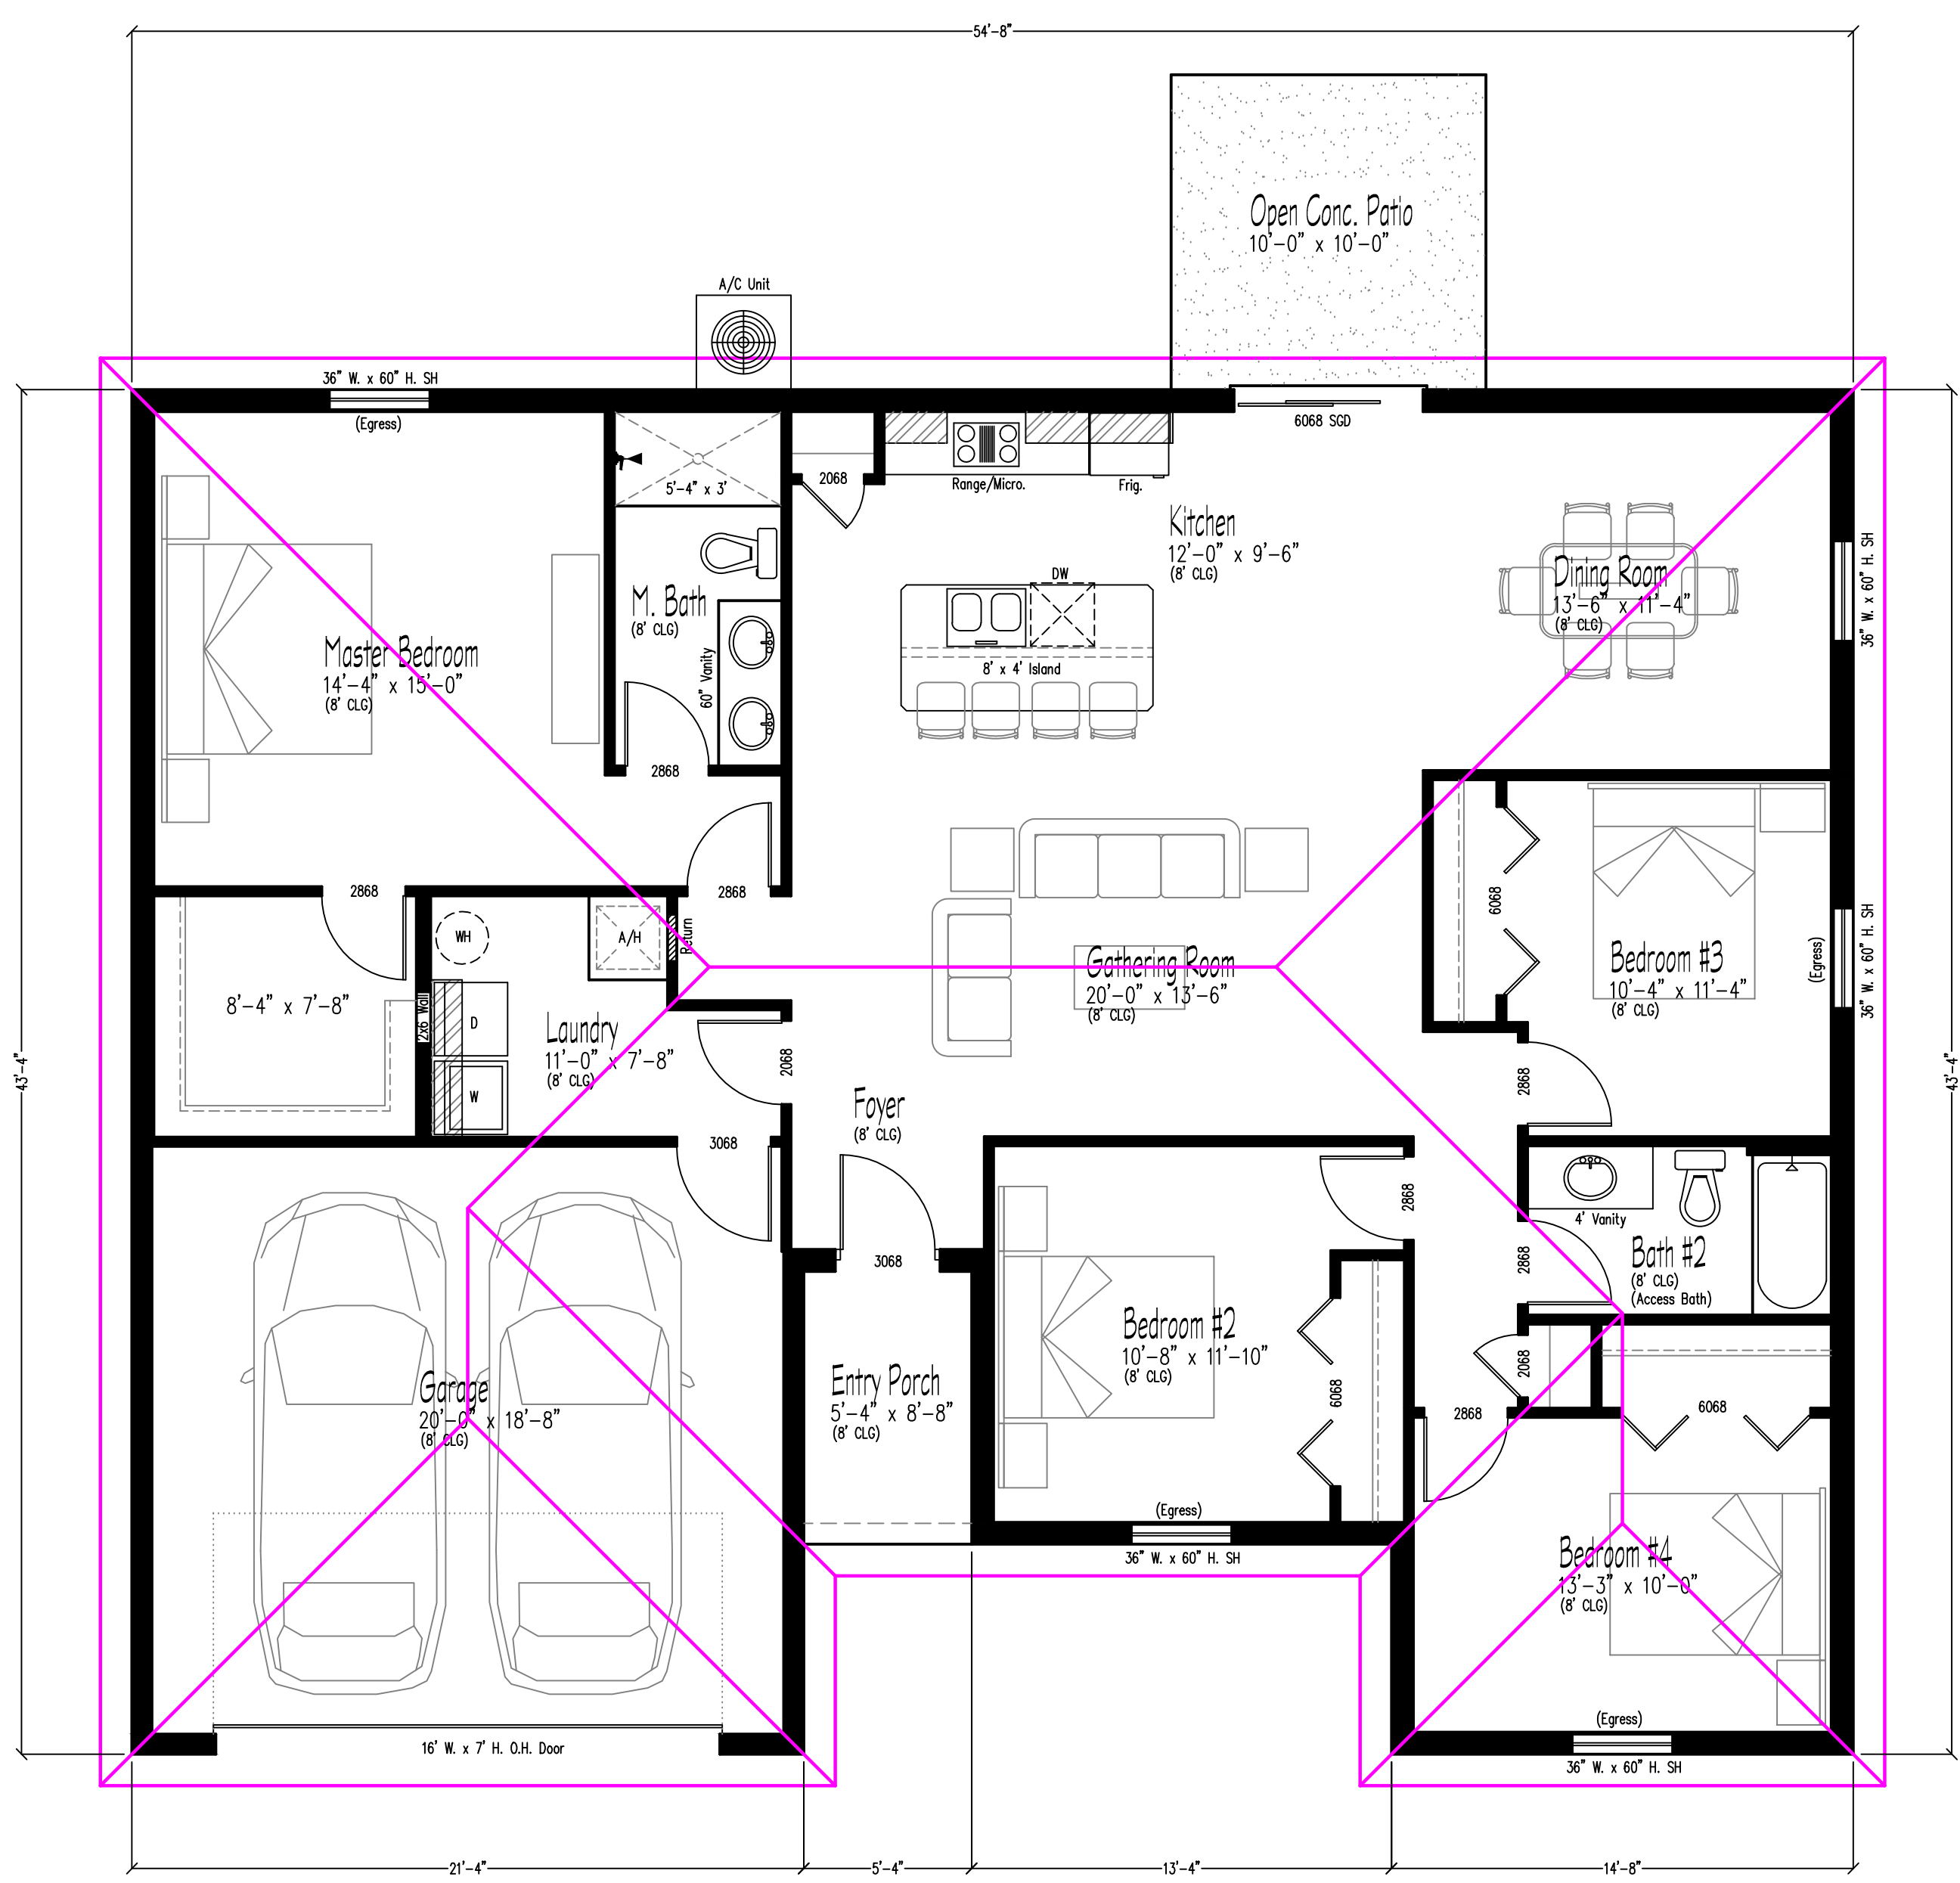 54'-8"
Open Conc. Patio
10'-0" x 10'-0"
A/C Unit
36" W. x 60" H. SH
(Egress)
6068 SGD
5'-4" x 3'
2068
Range/Micro.
Frig.
Kitchen
12'-0" x 9'-6"
(8' CLG)
DW
8' x 4' Island
Dining Room
13'-6" x 11'-4"
(8' CLG)
36" W. x 60" H. SH
M. Bath
(8' CLG)
60" Vanity
Master Bedroom
14'-4" x 15'-0"
(8' CLG)
2868
2868
2868
6068
WH
A/H
Return
Gathering Room
20'-0" x 13'-6"
(8' CLG)
Bedroom #3
10'-4" x 11'-4"
(8' CLG)
(Egress)
36" W. x 60" H. SH
8'-4" x 7'-8"
2x6 Wall
D
W
Laundry
11'-0" x 7'-8"
(8' CLG)
2068
43'-4"
43'-4"
2868
Foyer
(8' CLG)
3068
3068
2868
4' Vanity
2868
Bath #2
(8' CLG)
(Access Bath)
Bedroom #2
10'-8" x 11'-10"
(8' CLG)
6068
2068
2868
6068
Garage
20'-0" x 18'-8"
(8' CLG)
Entry Porch
5'-4" x 8'-8"
(8' CLG)
(Egress)
36" W. x 60" H. SH
Bedroom #4
13'-3" x 10'-0"
(8' CLG)
(Egress)
36" W. x 60" H. SH
16' W. x 7' H. O.H. Door
21'-4"
5'-4"
13'-4"
14'-8"